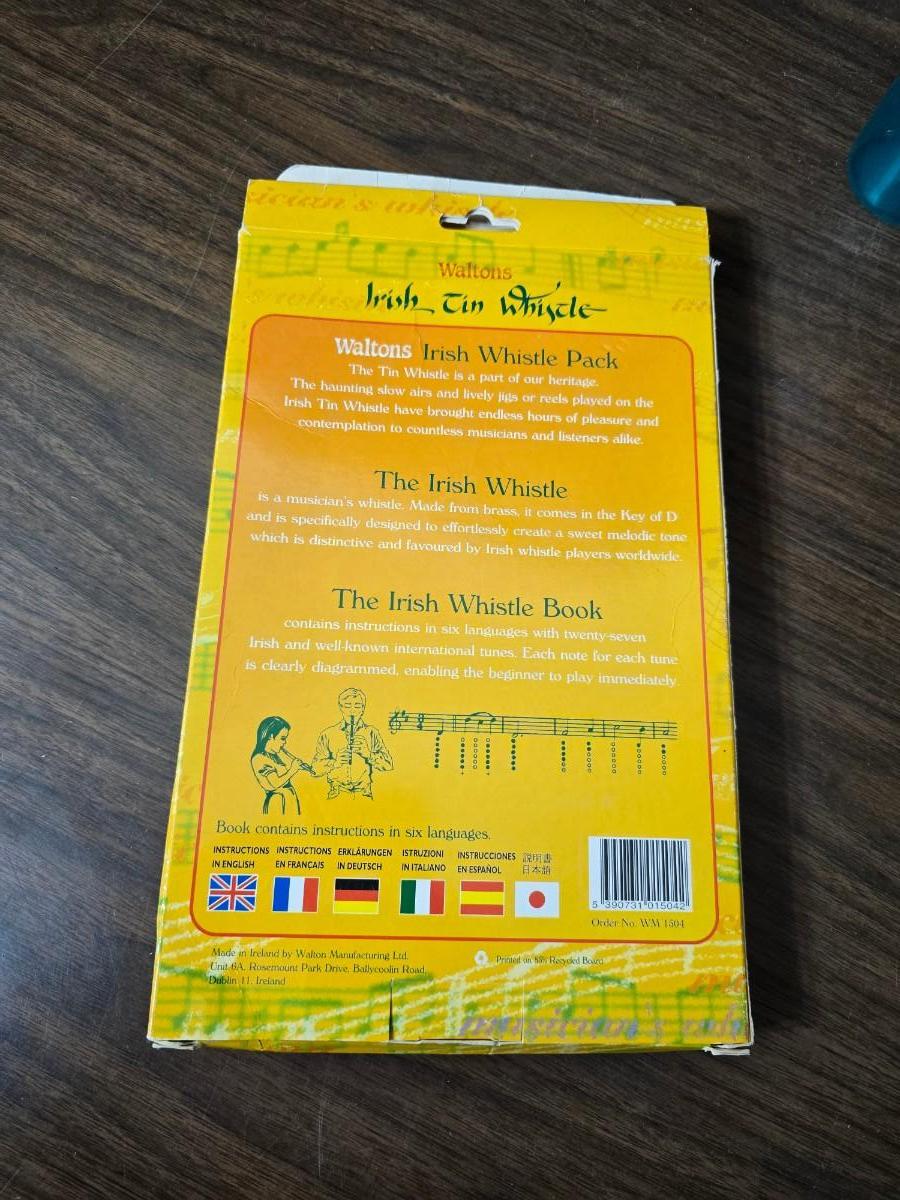 sician's whistle
Waltons
Irish Tin Whistle
Waltons Irish Whistle Pack
The Tin Whistle is a part of our heritage.
The haunting slow airs and lively jigs or reels played on the
Irish Tin Whistle have brought endless hours of pleasure and
contemplation to countless musicians and listeners alike.
The Irish Whistle
is a musician's whistle. Made from brass, it comes in the Key of D
and is specifically designed to effortlessly create a sweet melodic tone
which is distinctive and favoured by Irish whistle players worldwide.
The Irish Whistle Book
contains instructions in six languages with twenty-seven
Irish and well-known international tunes. Each note for each tune
is clearly diagrammed, enabling the beginner to play immediately.
Book contains instructions in six languages.
INSTRUCTIONS IN ENGLISH
INSTRUCTIONS EN FRANÇAIS
ERKLÄRUNGEN IN DEUTSCH
ISTRUZIONI IN ITALIANO
INSTRUCCIONES EN ESPAÑOL
説明書 日本語
5 390731 015042
Order No. WM 1504
Made in Ireland by Walton Manufacturing Ltd.
Unit 6A, Rosemount Park Drive, Ballycoolin Road,
Dublin 11, Ireland
Printed on 85% Recycled Board
musician's wh